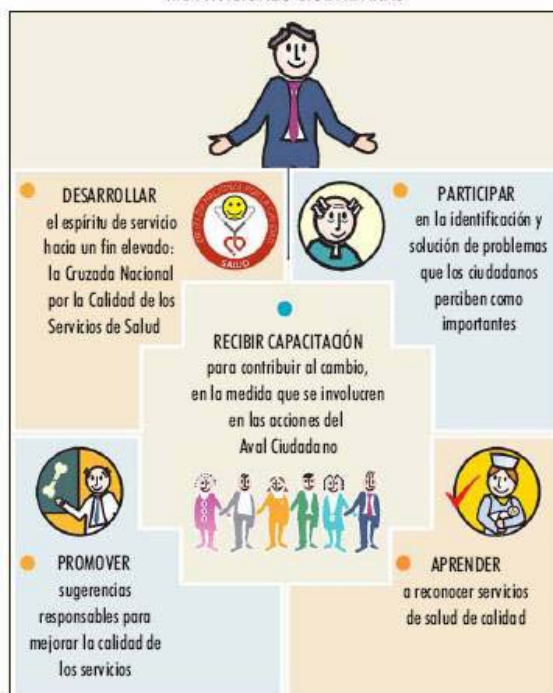 DESARROLLAR
el espíritu de servicio
hacia un fin elevado:
la Cruzada Nacional
por la Calidad de los
Servicios de Salud
SALUD
PARTICIPAR
en la identificación y
solución de problemas
que los ciudadanos
perciben como
importantes
RECIBIR CAPACITACIÓN
para contribuir al cambio,
en la medida que se involucren
en las acciones del
Aval Ciudadano
PROMOVER
sugerencias
responsables para
mejorar la calidad de
los servicios
APRENDER
a reconocer servicios
de salud de calidad